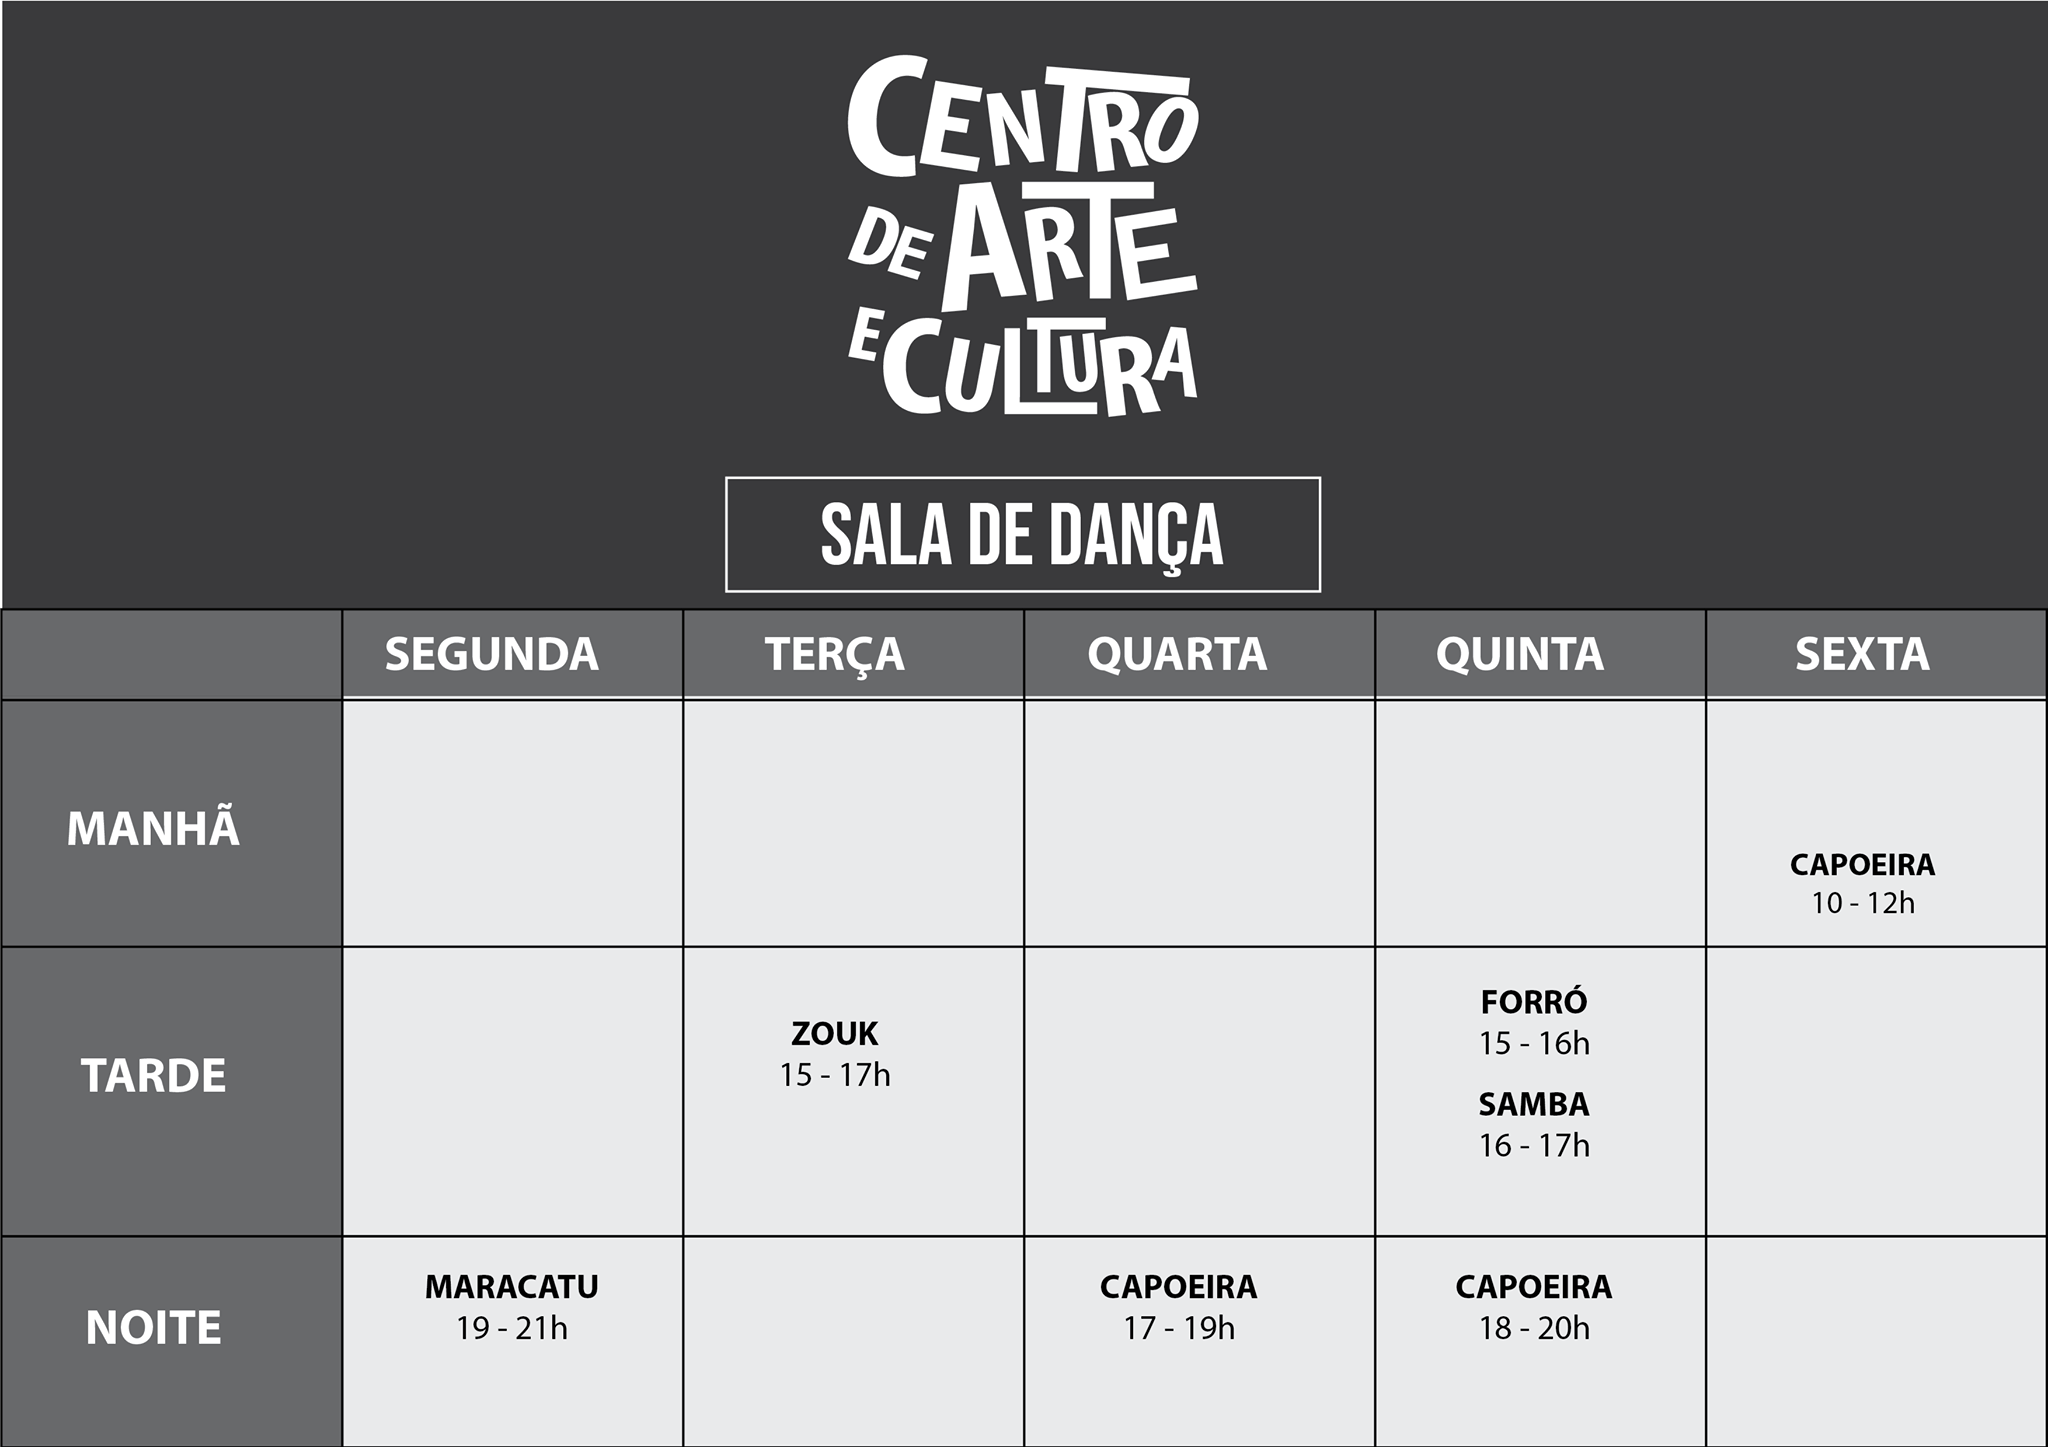 CENTRO
DE ARTE
E CULTURA
SALA DE DANÇA
SEGUNDA TERÇA QUARTA QUINTA SEXTA
MANHÃ
CAPOEIRA
10 - 12h
TARDE
ZOUK
15 - 17h
FORRÓ
15 - 16h
SAMBA
16 - 17h
NOITE
MARACATU
19 - 21h
CAPOEIRA
17 - 19h
CAPOEIRA
18 - 20h